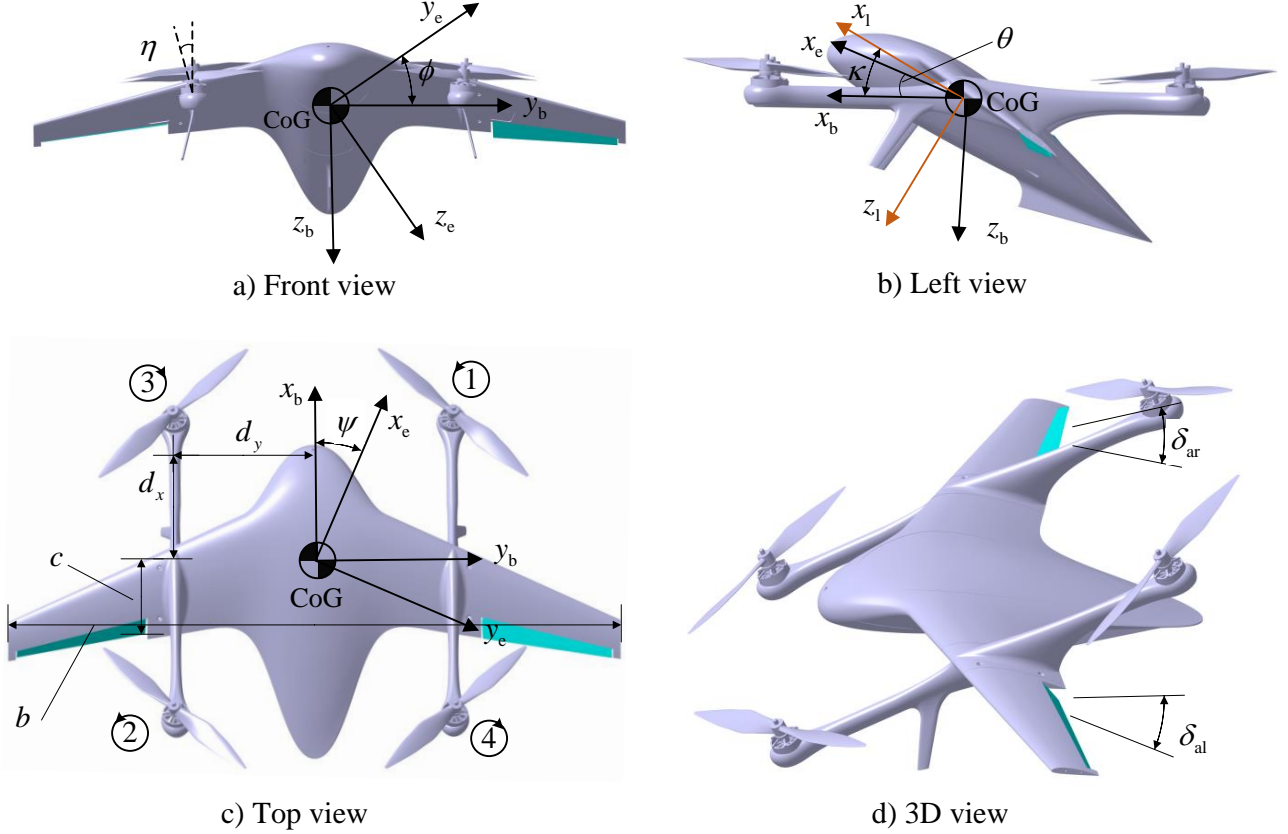 η
y_e
ϕ
CoG
y_b
z_b
z_e
a) Front view
x_l
x_e
κ
θ
CoG
x_b
z_l
z_b
b) Left view
3
1
x_b
ψ
x_e
d_y
d_x
c
y_b
CoG
y_e
b
2
4
c) Top view
δ_ar
δ_al
d) 3D view